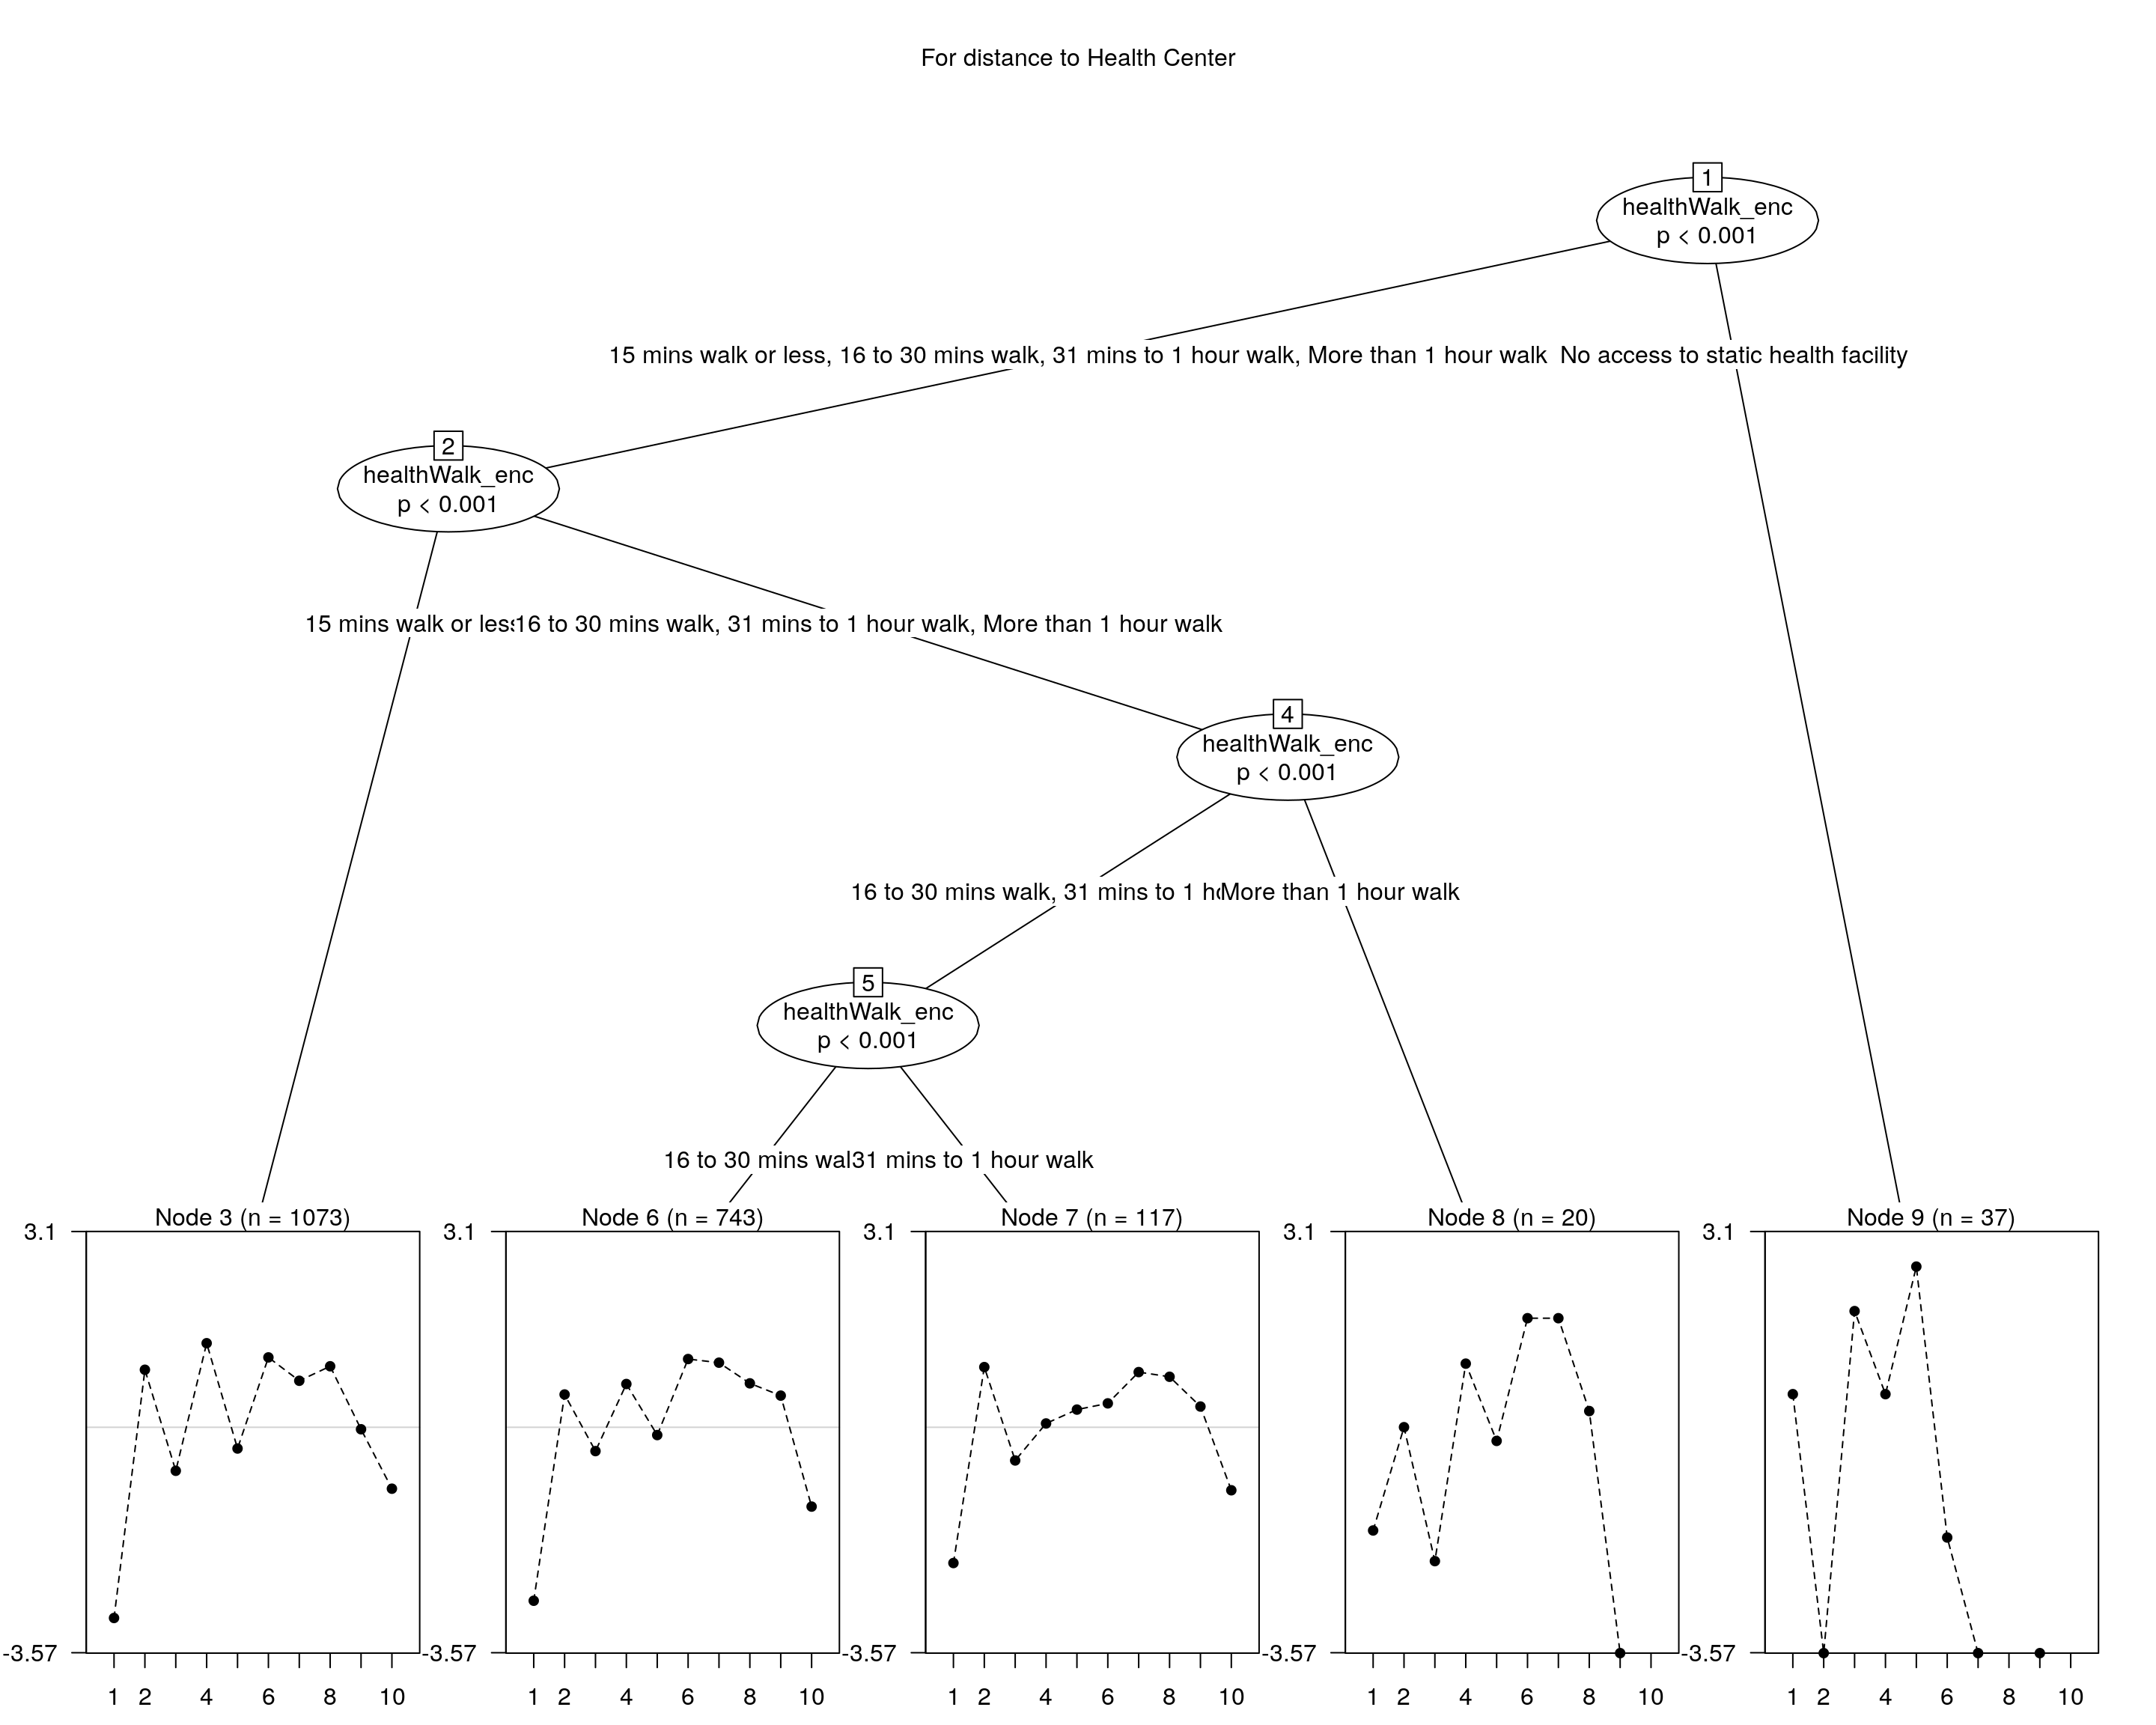 For distance to Health Center
1
healthWalk_enc
p < 0.001
15 mins walk or less, 16 to 30 mins walk, 31 mins to 1 hour walk, More than 1 hour walk No access to static health facility
2
healthWalk_enc
p < 0.001
15 mins walk or less 16 to 30 mins walk, 31 mins to 1 hour walk, More than 1 hour walk
4
healthWalk_enc
p < 0.001
16 to 30 mins walk, 31 mins to 1 More than 1 hour walk
5
healthWalk_enc
p < 0.001
16 to 30 mins 31 mins to 1 hour walk
Node 3 (n = 1073) Node 6 (n = 743) Node 7 (n = 117) Node 8 (n = 20) Node 9 (n = 37)
3.1 3.1 3.1 3.1 3.1
-3.57 -3.57 -3.57 -3.57 -3.57
1 2 4 6 8 10 1 2 4 6 8 10 1 2 4 6 8 10 1 2 4 6 8 10 1 2 4 6 8 10